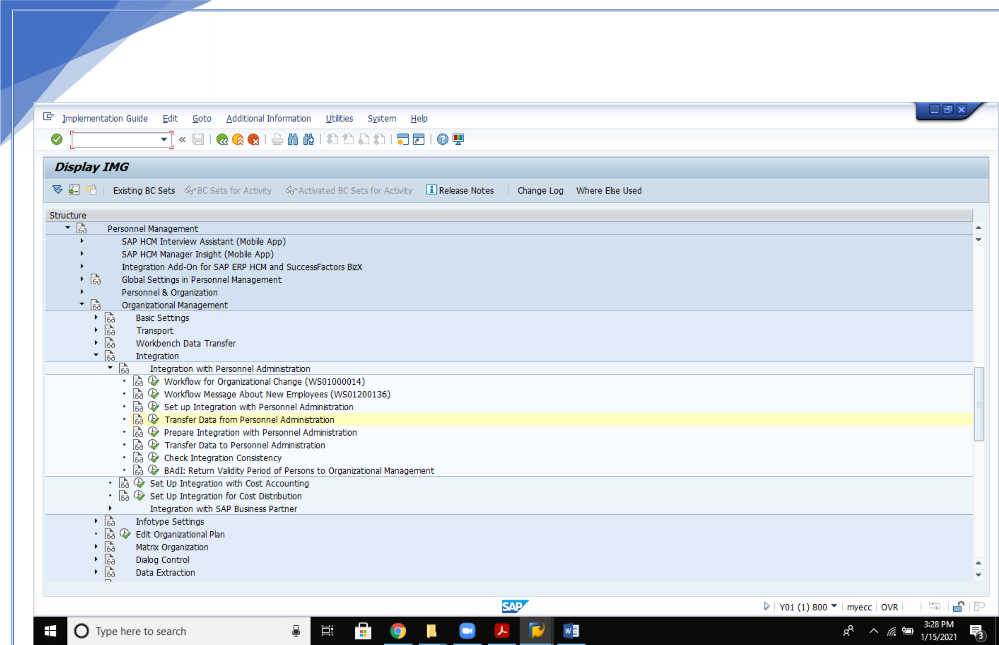 Implementation Guide Edit Goto Additional Information Utilities System Help
Display IMG
Existing BC Sets BC Sets for Activity Activated BC Sets for Activity Release Notes Change Log Where Else Used
Structure
Personnel Management
SAP HCM Interview Assistant (Mobile App)
SAP HCM Manager Insight (Mobile App)
Integration Add-On for SAP ERP HCM and SuccessFactors BizX
Global Settings in Personnel Management
Personnel & Organization
Organizational Management
Basic Settings
Transport
Workbench Data Transfer
Integration
Integration with Personnel Administration
Workflow for Organizational Change (WS01000014)
Workflow Message About New Employees (WS01200136)
Set up Integration with Personnel Administration
Transfer Data from Personnel Administration
Prepare Integration with Personnel Administration
Transfer Data to Personnel Administration
Check Integration Consistency
BAdI: Return Validity Period of Persons to Organizational Management
Set Up Integration with Cost Accounting
Set Up Integration for Cost Distribution
Integration with SAP Business Partner
Infotype Settings
Edit Organizational Plan
Matrix Organization
Dialog Control
Data Extraction
SAP
Y01 (1) 800 myecc OVR
Type here to search
3:28 PM
1/15/2021
3